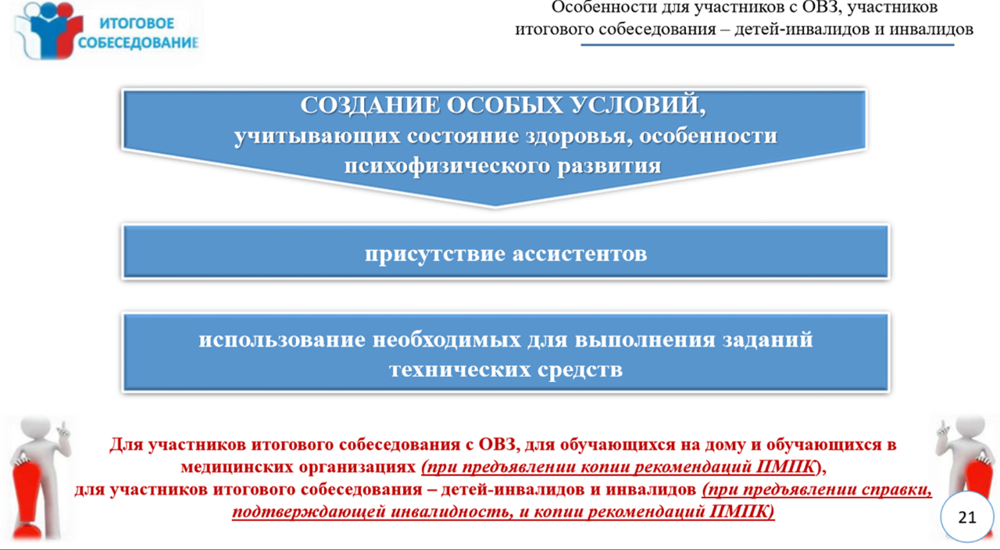 ИТОГОВОЕ
СОБЕСЕДОВАНИЕ
Особенности для участников с ОВЗ, участников
итогового собеседования – детей-инвалидов и инвалидов
СОЗДАНИЕ ОСОБЫХ УСЛОВИЙ,
учитывающих состояние здоровья, особенности
психофизического развития
присутствие ассистентов
использование необходимых для выполнения заданий
технических средств
Для участников итогового собеседования с ОВЗ, для обучающихся на дому и обучающихся в
медицинских организациях (при предъявлении копии рекомендаций ПМПК),
для участников итогового собеседования – детей-инвалидов и инвалидов (при предъявлении справки,
подтверждающей инвалидность, и копии рекомендаций ПМПК)
21